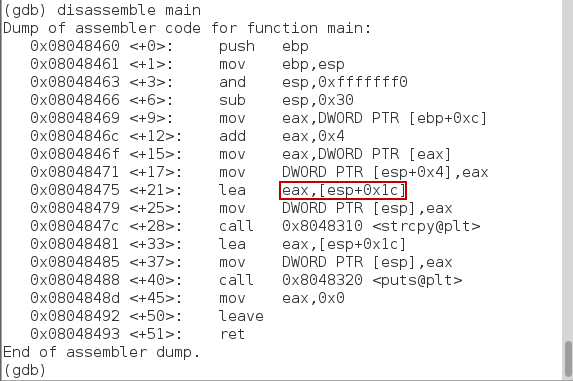 (gdb) disassemble main
Dump of assembler code for function main:
   0x08048460 <+0>:     push   ebp
   0x08048461 <+1>:     mov    ebp,esp
   0x08048463 <+3>:     and    esp,0xfffffff0
   0x08048466 <+6>:     sub    esp,0x30
   0x08048469 <+9>:     mov    eax,DWORD PTR [ebp+0xc]
   0x0804846c <+12>:    add    eax,0x4
   0x0804846f <+15>:    mov    eax,DWORD PTR [eax]
   0x08048471 <+17>:    mov    DWORD PTR [esp+0x4],eax
   0x08048475 <+21>:    lea    eax,[esp+0x1c]
   0x08048479 <+25>:    mov    DWORD PTR [esp],eax
   0x0804847c <+28>:    call   0x8048310 <strcpy@plt>
   0x08048481 <+33>:    lea    eax,[esp+0x1c]
   0x08048485 <+37>:    mov    DWORD PTR [esp],eax
   0x08048488 <+40>:    call   0x8048320 <puts@plt>
   0x0804848d <+45>:    mov    eax,0x0
   0x08048492 <+50>:    leave
   0x08048493 <+51>:    ret
End of assembler dump.
(gdb)